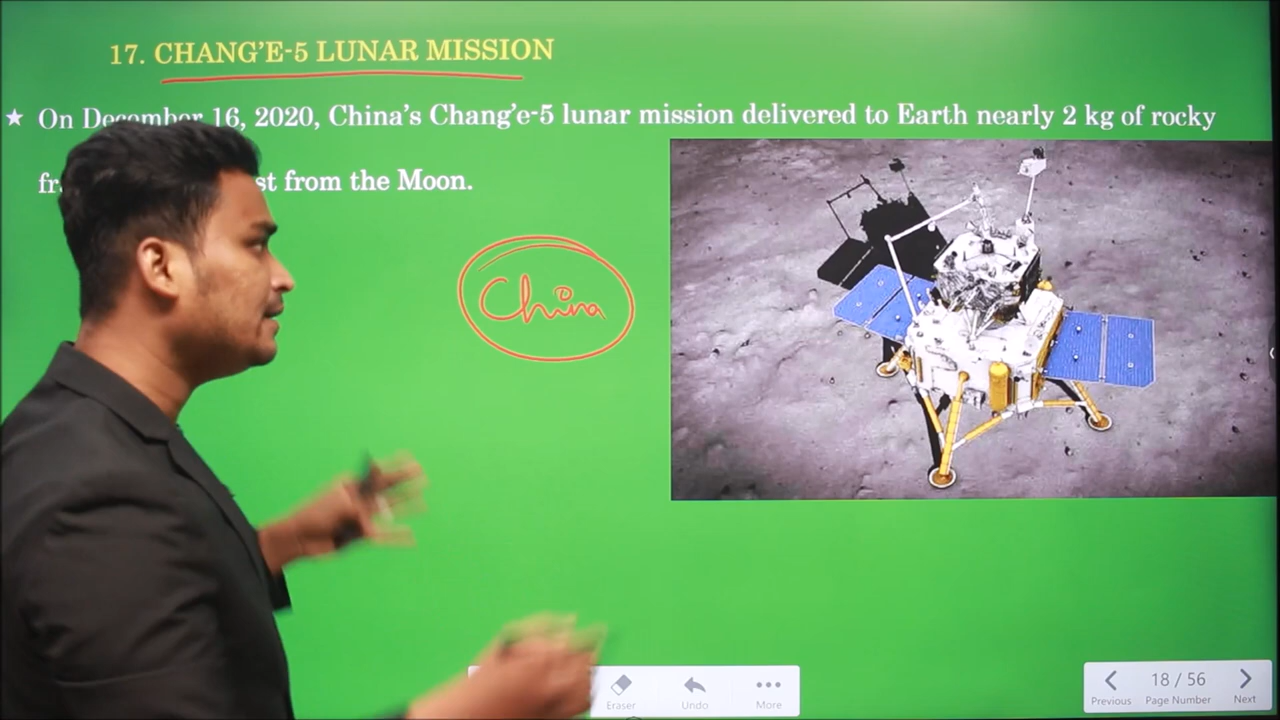 17. CHANG'E-5 LUNAR MISSION
★ On December 16, 2020, China's Chang'e-5 lunar mission delivered to Earth nearly 2 kg of rocky
from the Moon.
China
Eraser Undo More
18 / 56
Previous Page Number Next